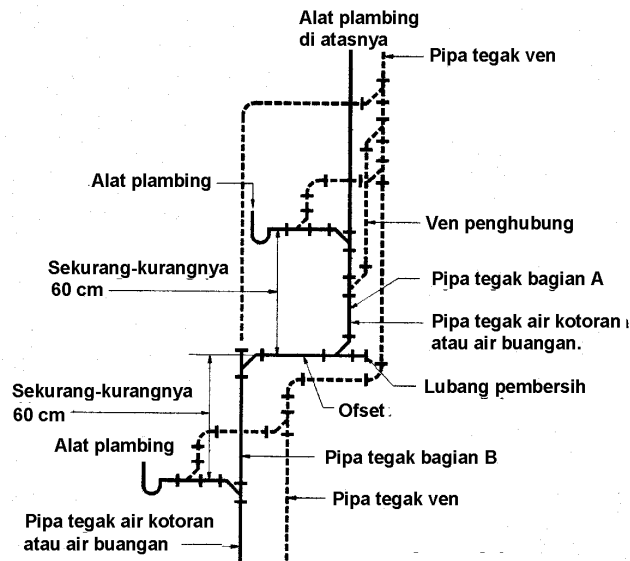 Alat plambing
di atasnya
Pipa tegak ven
Alat plambing
Ven penghubung
Sekurang-kurangnya
60 cm
Pipa tegak bagian A
Pipa tegak air kotoran
atau air buangan.
Lubang pembersih
Sekurang-kurangnya
60 cm
Ofset
Alat plambing
Pipa tegak bagian B
Pipa tegak ven
Pipa tegak air kotoran
atau air buangan